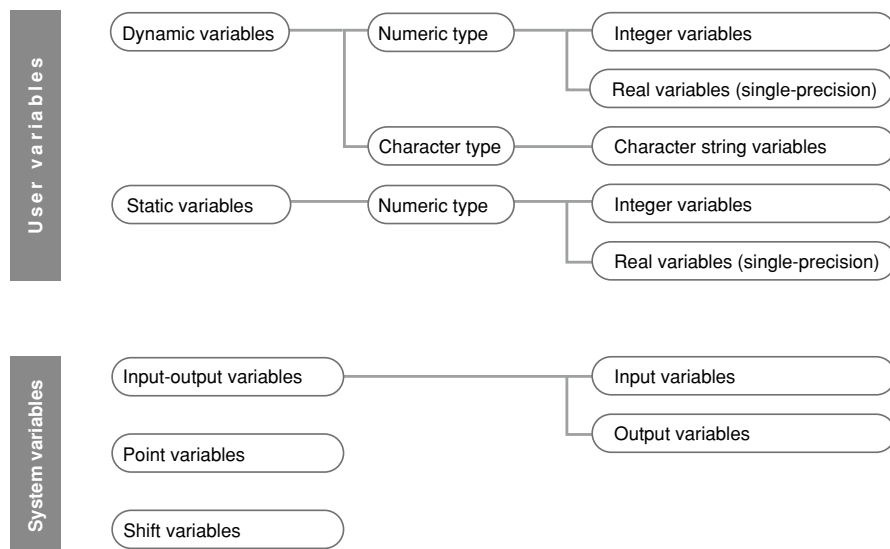 User variables
Dynamic variables
Numeric type
Integer variables
Real variables (single-precision)
Character type
Character string variables
Static variables
Numeric type
Integer variables
Real variables (single-precision)
System variables
Input-output variables
Input variables
Output variables
Point variables
Shift variables